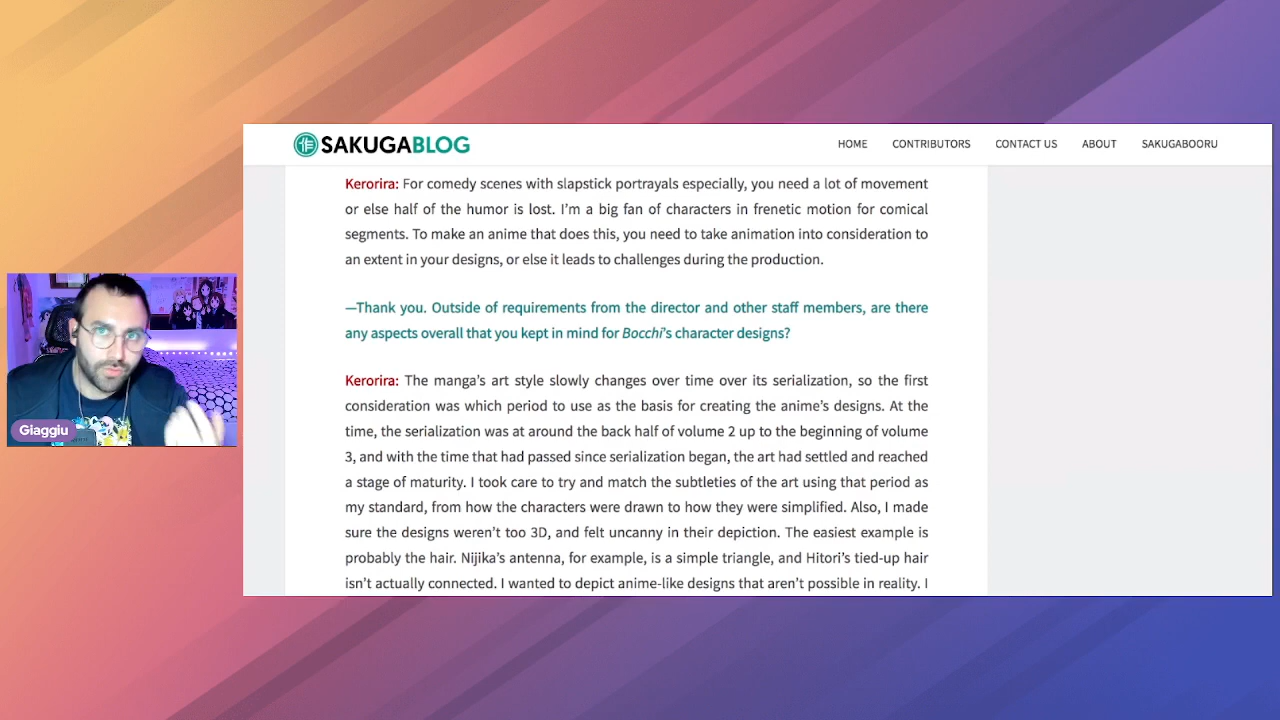 SAKUGABLOG
HOME CONTRIBUTORS CONTACT US ABOUT SAKUGABOORU
Kerorira: For comedy scenes with slapstick portrayals especially, you need a lot of movement
or else half of the humor is lost. I'm a big fan of characters in frenetic motion for comical
segments. To make an anime that does this, you need to take animation into consideration to
an extent in your designs, or else it leads to challenges during the production.
—Thank you. Outside of requirements from the director and other staff members, are there
any aspects overall that you kept in mind for Bocchi's character designs?
Kerorira: The manga's art style slowly changes over time over its serialization, so the first
consideration was which period to use as the basis for creating the anime's designs. At the
time, the serialization was at around the back half of volume 2 up to the beginning of volume
3, and with the time that had passed since serialization began, the art had settled and reached
a stage of maturity. I took care to try and match the subtleties of the art using that period as
my standard, from how the characters were drawn to how they were simplified. Also, I made
sure the designs weren't too 3D, and felt uncanny in their depiction. The easiest example is
probably the hair. Nijika's antenna, for example, is a simple triangle, and Hitori's tied-up hair
isn't actually connected. I wanted to depict anime-like designs that aren't possible in reality. I
Giaggiu